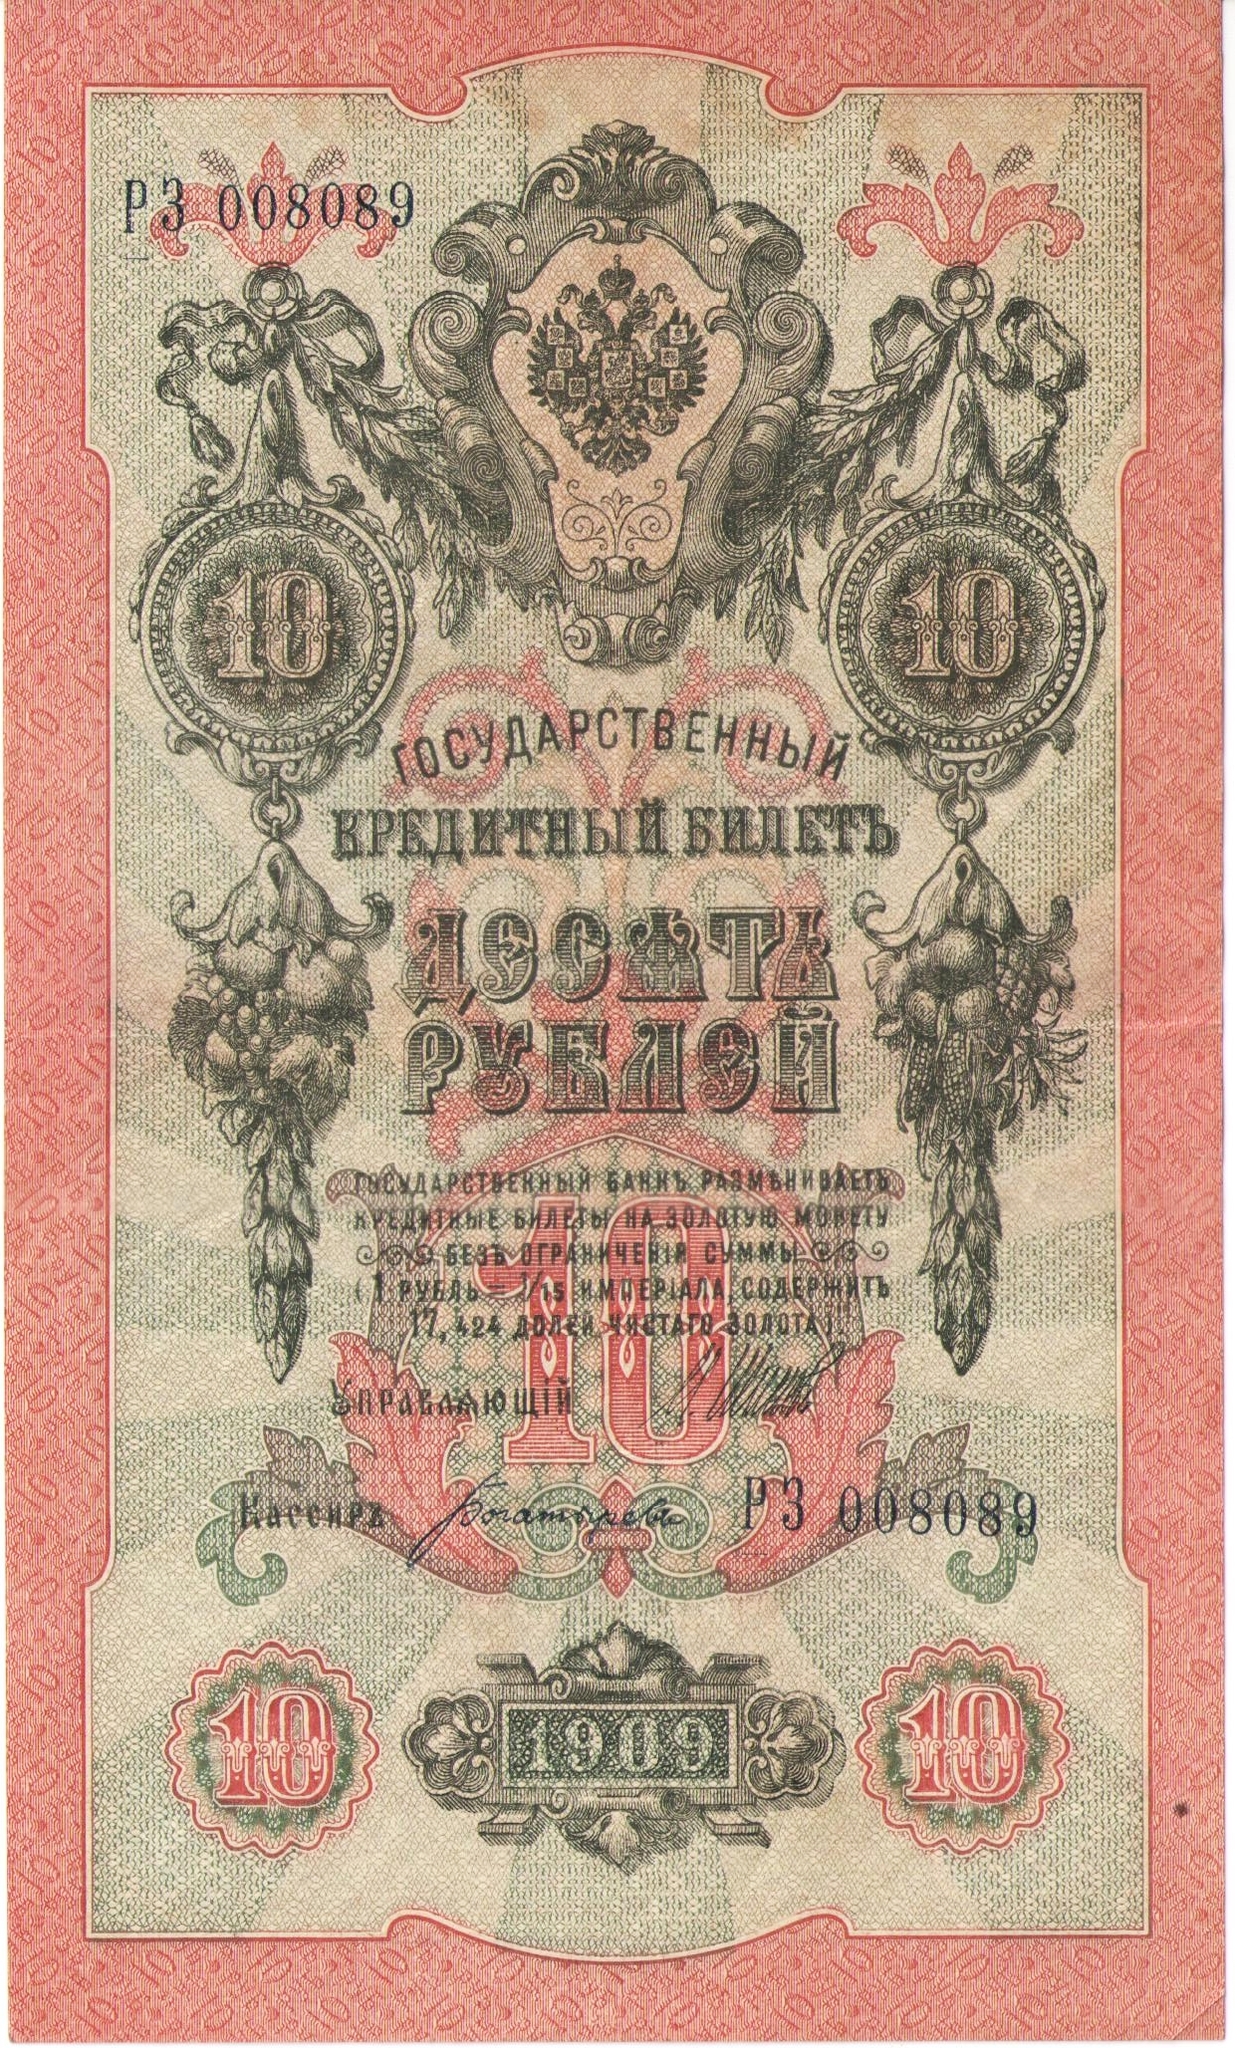 РЗ 008089
10 10
ГОСУДАРСТВЕННЫЙ
КРЕДИТНЫЙ БИЛЕТЪ
ДЕСЯТЬ
РУБЛЕЙ
ГОСУДАРСТВЕННЫЙ БАНКЪ РАЗМѢНИВАЕТЪ
КРЕДИТНЫЕ БИЛЕТЫ НА ЗОЛОТУЮ МОНЕТУ
БЕЗЪ ОГРАНИЧЕНІЯ СУММЫ
(1 РУБЛЬ = 1/15 ИМПЕРІАЛА, СОДЕРЖИТЪ
17,424 ДОЛЕЙ ЧИСТАГО ЗОЛОТА)
10
Управляющій
Кассиръ Богатыревъ РЗ 008089
10 1909 10